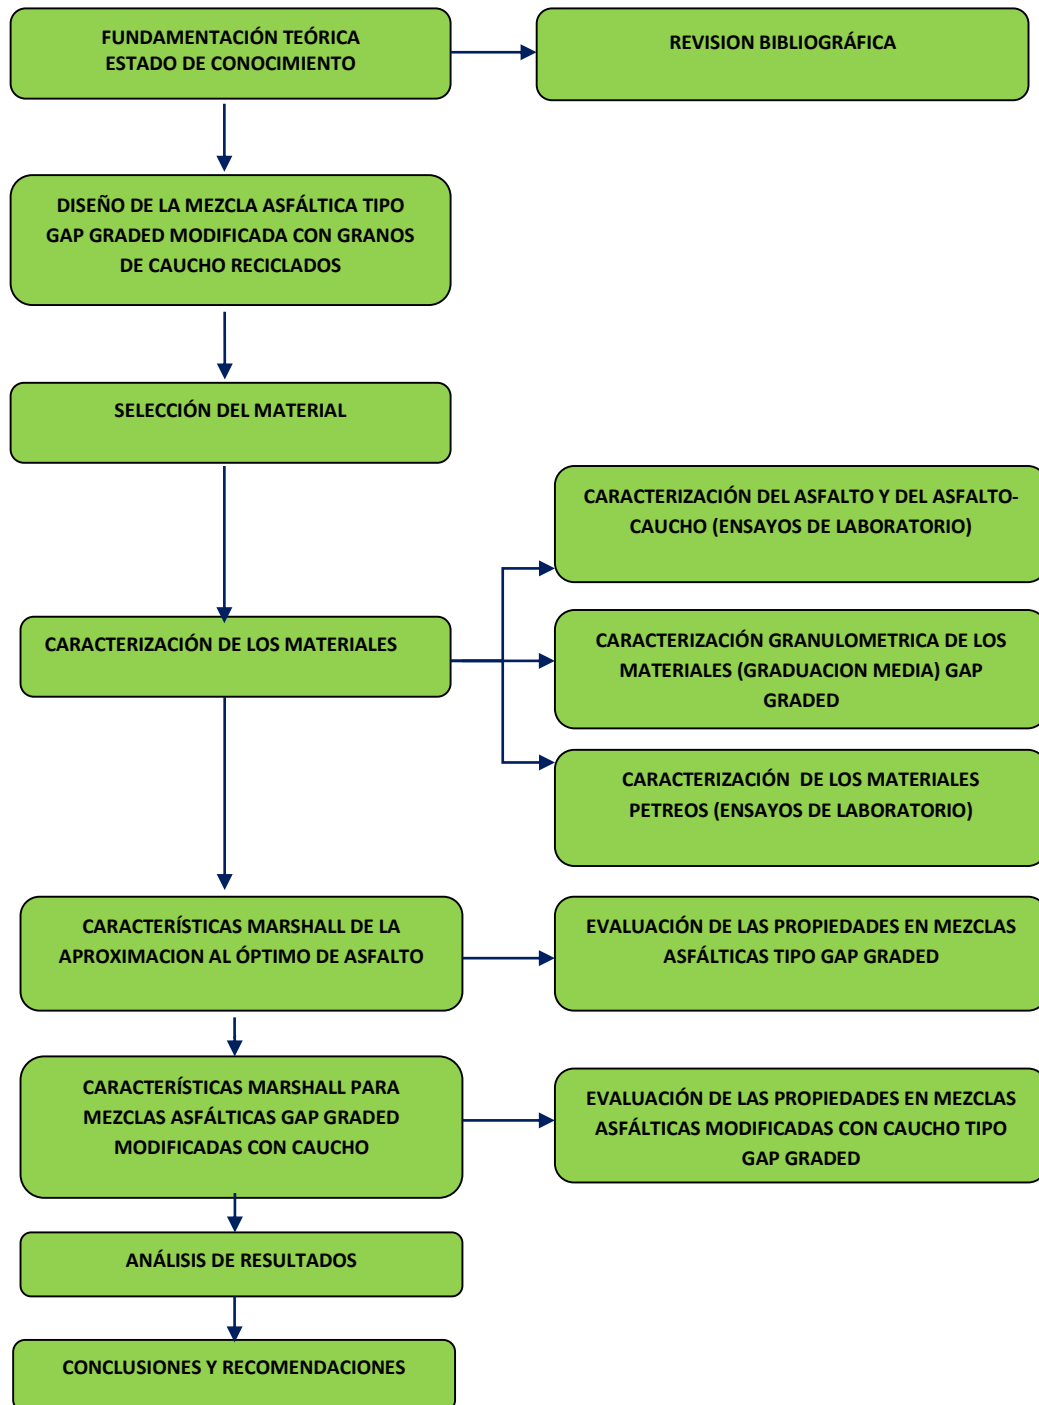 FUNDAMENTACIÓN TEÓRICA
ESTADO DE CONOCIMIENTO
REVISION BIBLIOGRÁFICA
DISEÑO DE LA MEZCLA ASFÁLTICA TIPO
GAP GRADED MODIFICADA CON GRANOS
DE CAUCHO RECICLADOS
SELECCIÓN DEL MATERIAL
CARACTERIZACIÓN DE LOS MATERIALES
CARACTERIZACIÓN DEL ASFALTO Y DEL ASFALTO-
CAUCHO (ENSAYOS DE LABORATORIO)
CARACTERIZACIÓN GRANULOMETRICA DE LOS
MATERIALES (GRADUACION MEDIA) GAP
GRADED
CARACTERIZACIÓN DE LOS MATERIALES
PETREOS (ENSAYOS DE LABORATORIO)
CARACTERÍSTICAS MARSHALL DE LA
APROXIMACION AL ÓPTIMO DE ASFALTO
EVALUACIÓN DE LAS PROPIEDADES EN MEZCLAS
ASFÁLTICAS TIPO GAP GRADED
CARACTERÍSTICAS MARSHALL PARA
MEZCLAS ASFÁLTICAS GAP GRADED
MODIFICADAS CON CAUCHO
EVALUACIÓN DE LAS PROPIEDADES EN MEZCLAS
ASFÁLTICAS MODIFICADAS CON CAUCHO TIPO
GAP GRADED
ANÁLISIS DE RESULTADOS
CONCLUSIONES Y RECOMENDACIONES